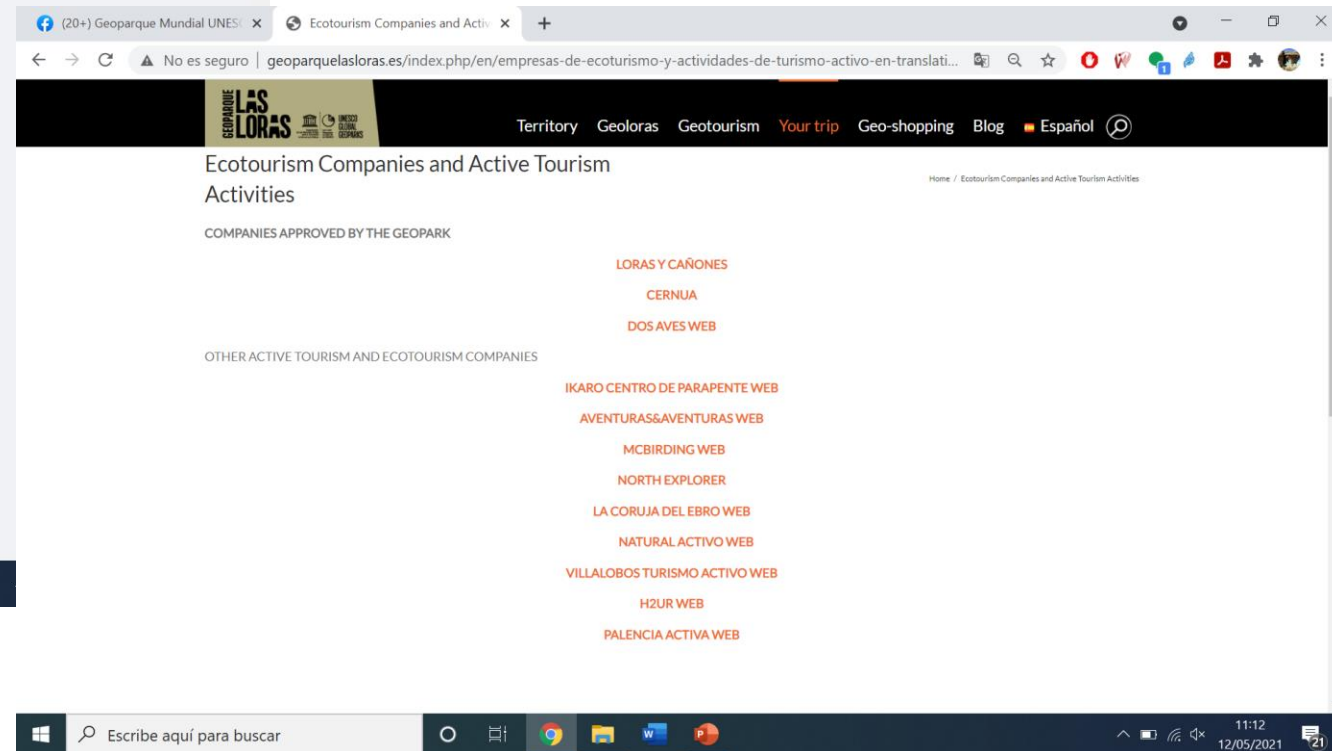 (20+) Geoparque Mundial UNES
Ecotourism Companies and Activ
No es seguro | geoparquelasloras.es/index.php/en/empresas-de-ecoturismo-y-actividades-de-turismo-activo-en-translati...
GEOPARQUE
LAS
LORAS
UNESCO
GLOBAL
GEOPARKS
Territory Geoloras Geotourism Your trip Geo-shopping Blog Español
Ecotourism Companies and Active Tourism
Activities
Home / Ecotourism Companies and Active Tourism Activities
COMPANIES APPROVED BY THE GEOPARK
LORAS Y CAÑONES
CERNUA
DOS AVES WEB
OTHER ACTIVE TOURISM AND ECOTOURISM COMPANIES
IKARO CENTRO DE PARAPENTE WEB
AVENTURAS&AVENTURAS WEB
MCBIRDING WEB
NORTH EXPLORER
LA CORUJA DEL EBRO WEB
NATURAL ACTIVO WEB
VILLALOBOS TURISMO ACTIVO WEB
H2UR WEB
PALENCIA ACTIVA WEB
Escribe aquí para buscar
11:12
12/05/2021
21